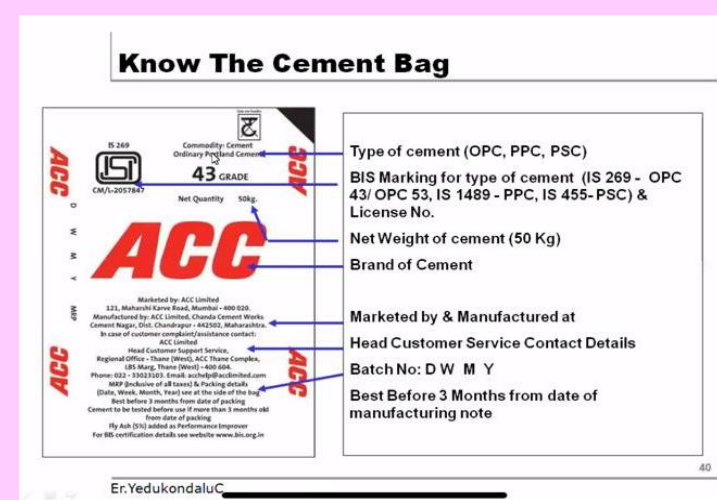 Know The Cement Bag
IS 269
CM/L-2057847
Commodity: Cement
Ordinary Portland Cement
43 GRADE
Net Quantity 50kg.
ACC
ACC
D W M Y
MRP
ACC
ACC
ACC
Marketed by: ACC Limited
121, Maharshi Karve Road, Mumbai - 400 020.
Manufactured by: ACC Limited, Chanda Cement Works
Cement Nagar, Dist. Chandrapur - 442502, Maharashtra.
In case of customer complaint/assistance contact:
ACC Limited
Head Customer Support Service,
Regional Office - Thane (West), ACC Thane Complex,
LBS Marg, Thane (West) - 400 604.
Phone: 022 - 33023103. Email: acchelp@acclimited.com
MRP (Inclusive of all taxes) & Packing details
(Date, Week, Month, Year) see at the side of the bag
Best before 3 months from date of packing
Cement to be tested before use if more than 3 months old
from date of packing
Fly Ash (5%) added as Performance Improver
For BIS certification details see website www.bis.org.in
Type of cement (OPC, PPC, PSC)
BIS Marking for type of cement (IS 269 - OPC
43/ OPC 53, IS 1489 - PPC, IS 455- PSC) &
License No.
Net Weight of cement (50 Kg)
Brand of Cement
Marketed by & Manufactured at
Head Customer Service Contact Details
Batch No: D W M Y
Best Before 3 Months from date of
manufacturing note
40
Er.YedukondaluC